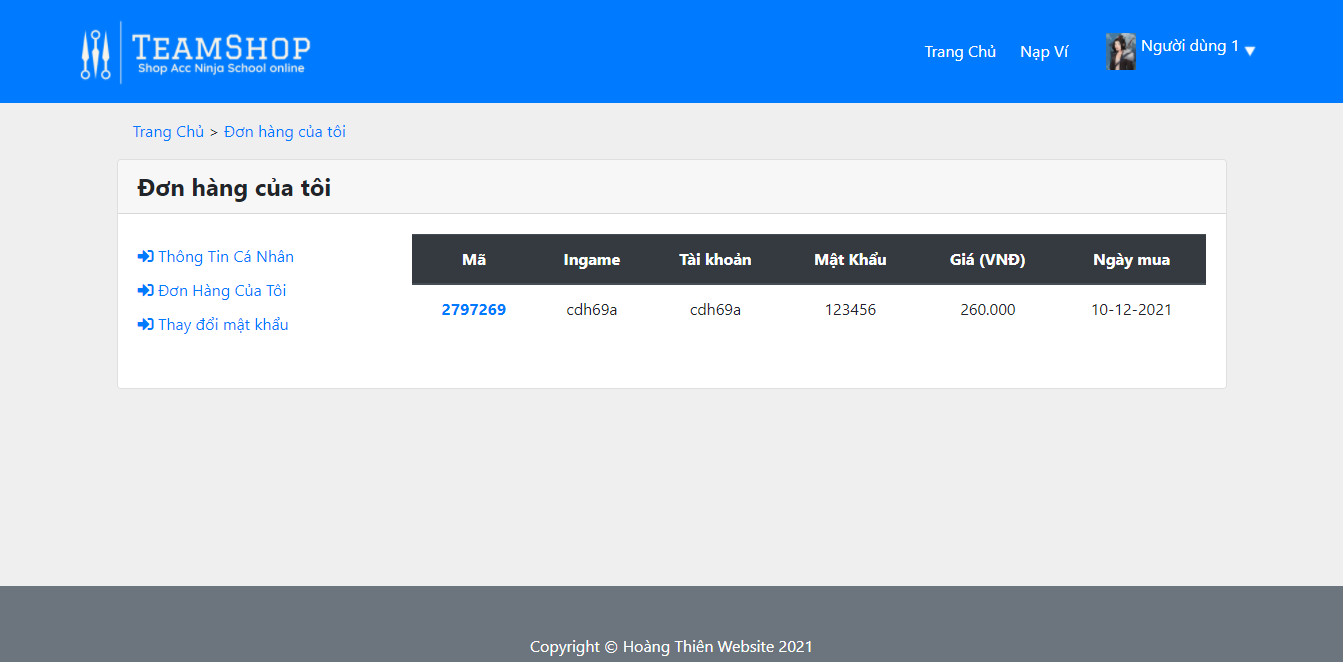 TEAMSHOP
Shop Acc Ninja School online
Trang Chủ Nạp Ví Người dùng 1
Trang Chủ > Đơn hàng của tôi
Đơn hàng của tôi
Thông Tin Cá Nhân
Đơn Hàng Của Tôi
Thay đổi mật khẩu
Mã Ingame Tài khoản Mật Khẩu Giá (VNĐ) Ngày mua
2797269 cdh69a cdh69a 123456 260.000 10-12-2021
Copyright © Hoàng Thiên Website 2021